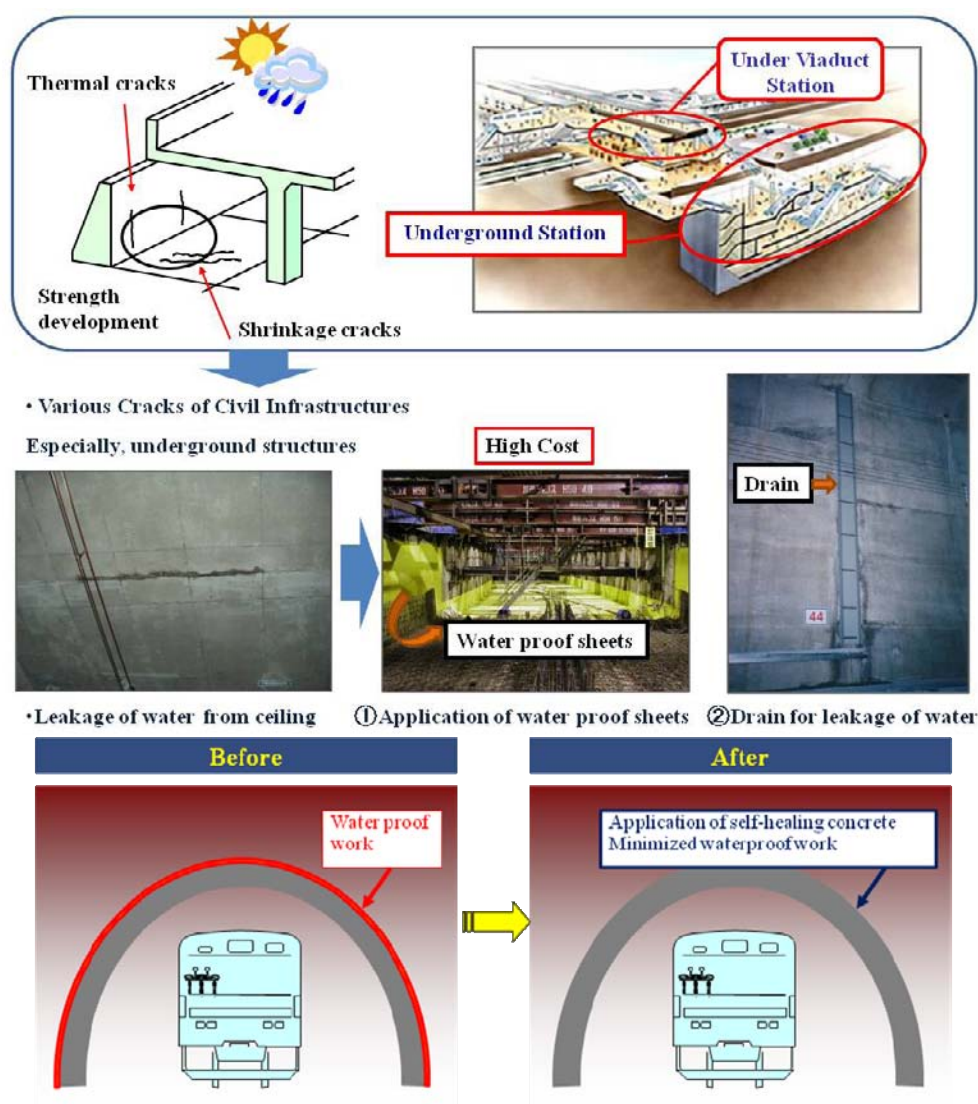 Thermal cracks
Under Viaduct
Station
Underground Station
Strength
development
Shrinkage cracks
• Various Cracks of Civil Infrastructures
Especially, underground structures
High Cost
Drain
44
Water proof sheets
•Leakage of water from ceiling
①Application of water proof sheets
②Drain for leakage of water
Before
After
Water proof
work
Application of self-healing concrete
Minimized waterproof work